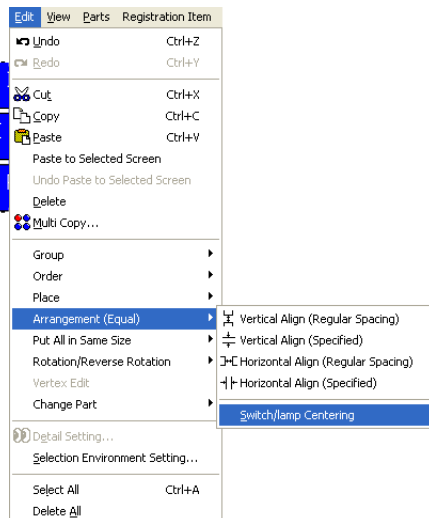 Edit View Parts Registration Item
Undo Ctrl+Z
Redo Ctrl+Y
Cut Ctrl+X
Copy Ctrl+C
Paste Ctrl+V
Paste to Selected Screen
Undo Paste to Selected Screen
Delete
Multi Copy...
Group
Order
Place
Arrangement (Equal)
Vertical Align (Regular Spacing)
Put All in Same Size
Vertical Align (Specified)
Rotation/Reverse Rotation
Horizontal Align (Regular Spacing)
Vertex Edit
Horizontal Align (Specified)
Change Part
Switch/lamp Centering
Detail Setting...
Selection Environment Setting...
Select All Ctrl+A
Delete All